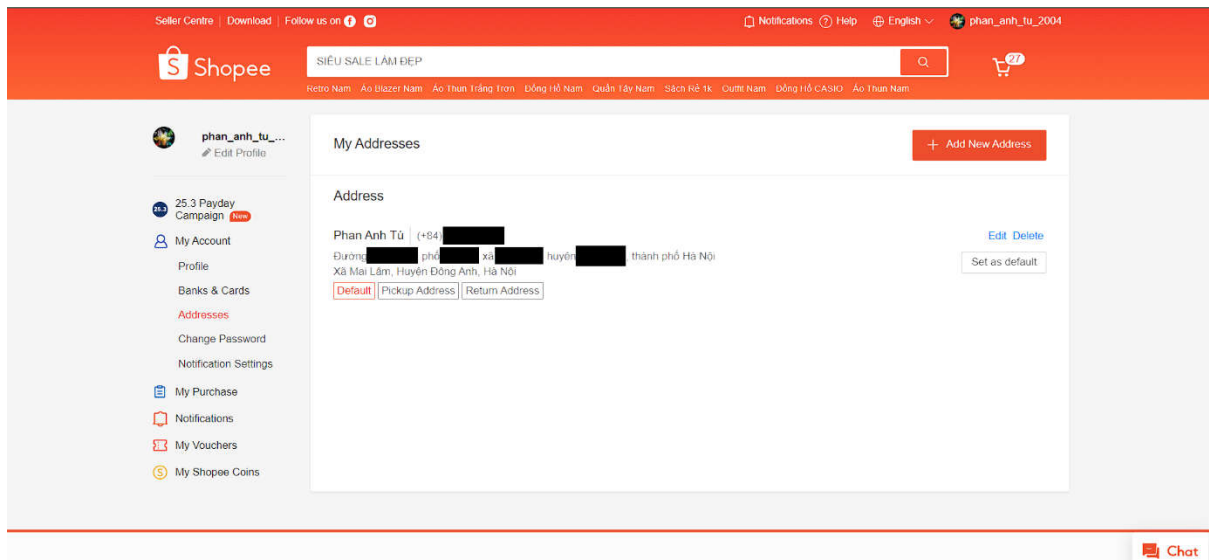 Seller Centre | Download | Follow us on
Notifications Help English phan_anh_tu_2004
Shopee
SIÊU SALE LÀM ĐẸP
27
Retro Nam Áo Blazer Nam Áo Thun Trắng Trơn Đồng Hồ Nam Quần Tây Nam Sách Rẻ 1k Outfit Nam Đồng Hồ CASIO Áo Thun Nam
phan_anh_tu_...
Edit Profile
25.3 Payday
Campaign New
My Account
Profile
Banks & Cards
Addresses
Change Password
Notification Settings
My Purchase
Notifications
My Vouchers
My Shopee Coins
My Addresses
+ Add New Address
Address
Phan Anh Tú | (+84)
Edit Delete
Đường phố xã huyện , thành phố Hà Nội
Xã Mai Lâm, Huyện Đông Anh, Hà Nội
Set as default
Default Pickup Address Return Address
Chat